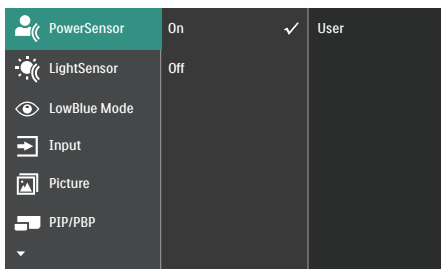 PowerSensor On User
LightSensor Off
LowBlue Mode
Input
Picture
PIP/PBP